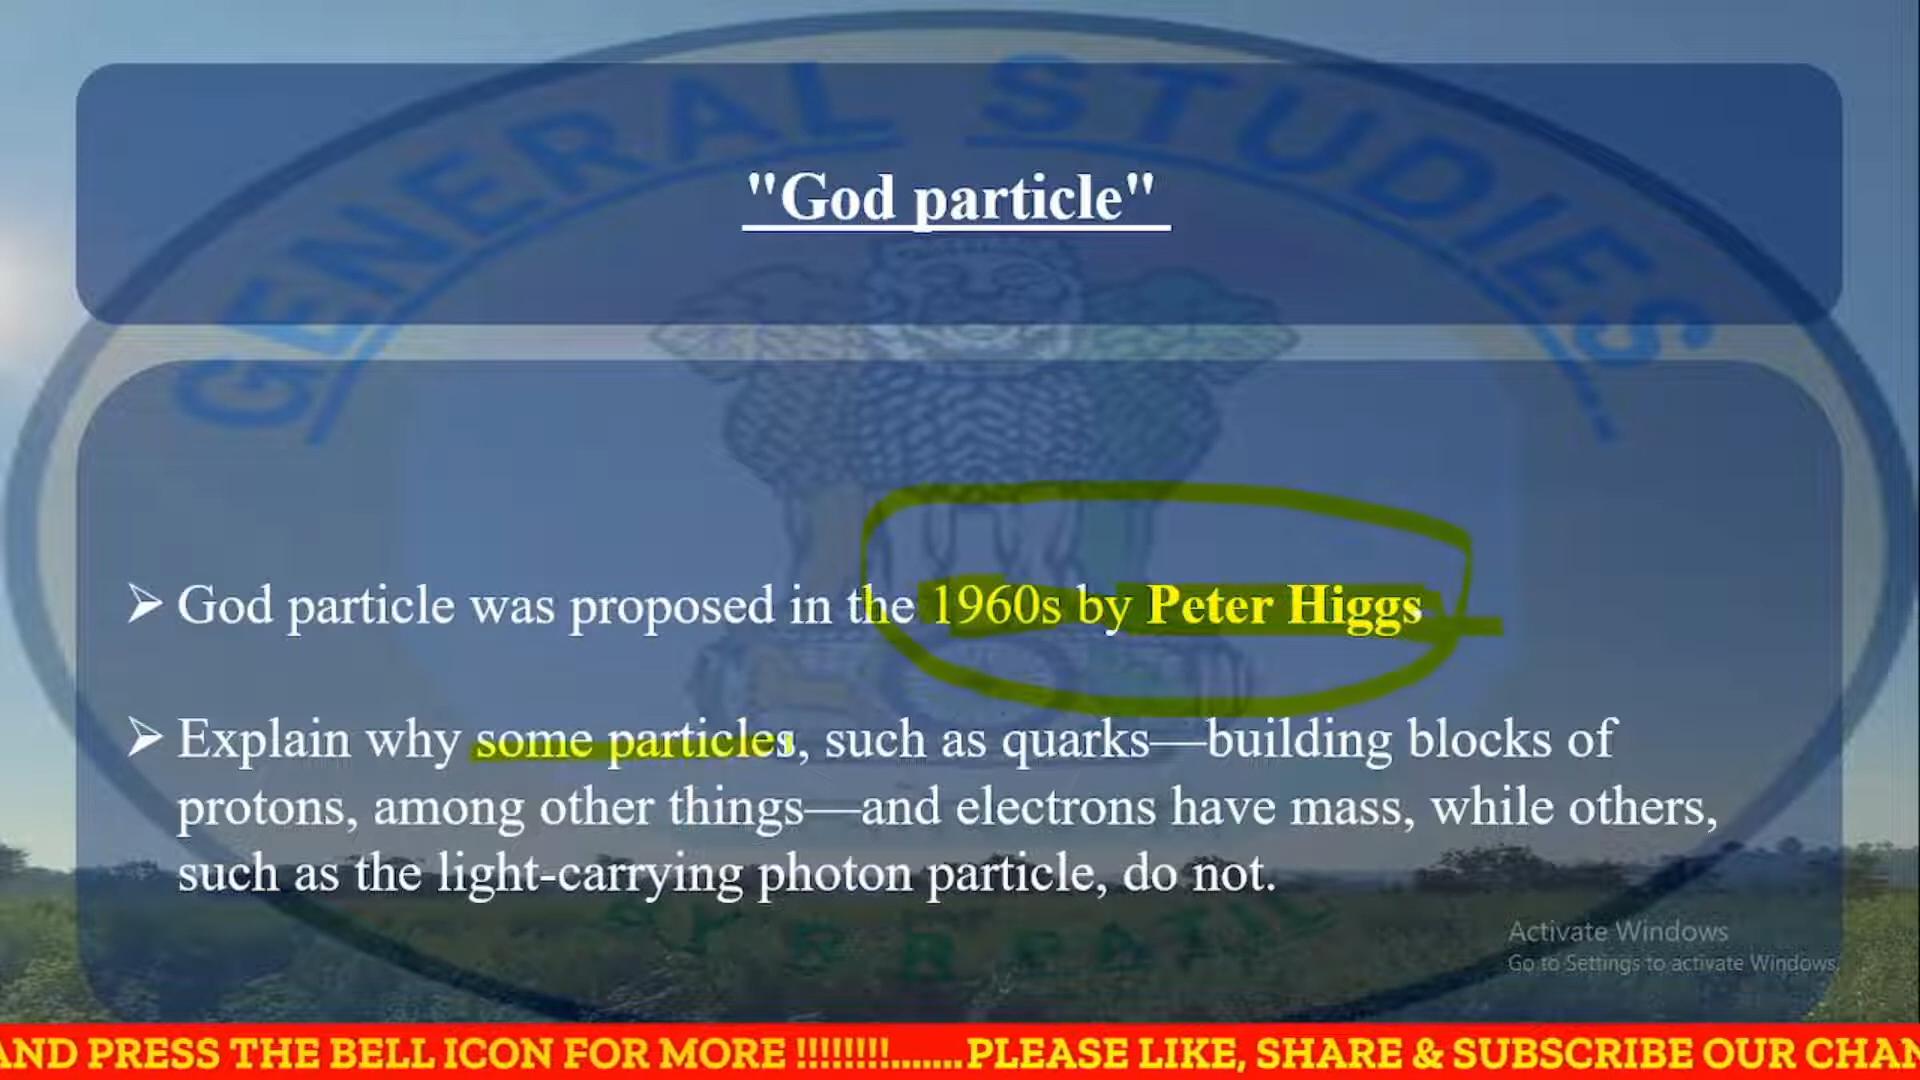 GENERAL STUDIES...
"God particle"
➢ God particle was proposed in the 1960s by Peter Higgs
➢ Explain why some particles, such as quarks—building blocks of
protons, among other things—and electrons have mass, while others,
such as the light-carrying photon particle, do not.
Activate Windows
Go to Settings to activate Windows.
AND PRESS THE BELL ICON FOR MORE !!!!!!!!.......PLEASE LIKE, SHARE & SUBSCRIBE OUR CHAN